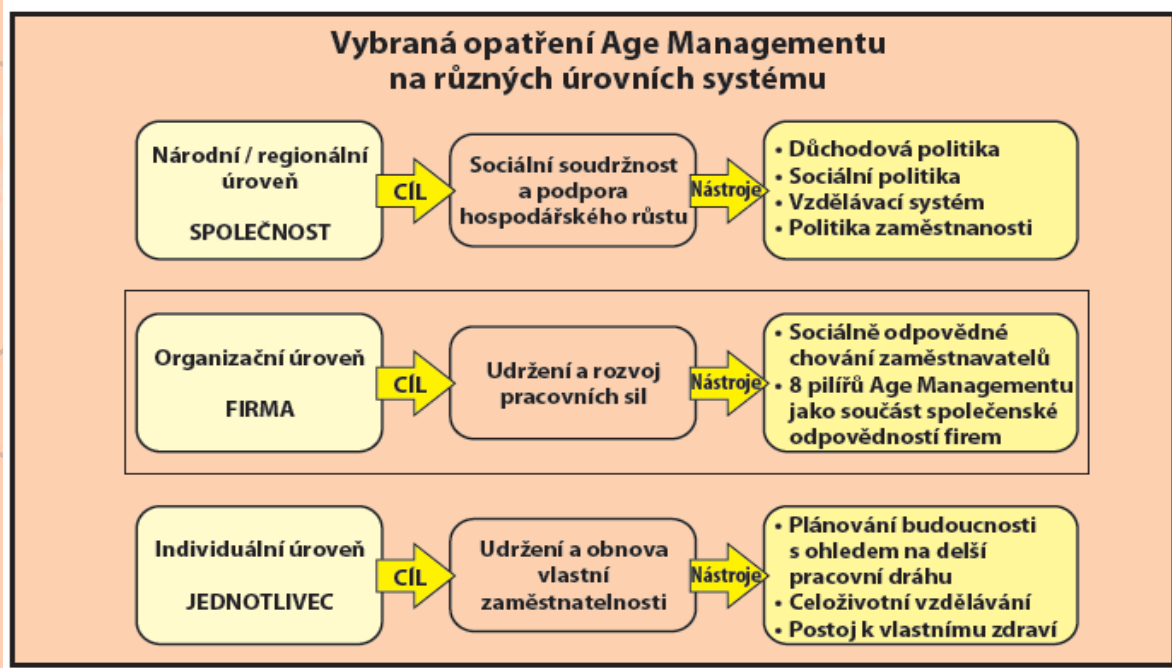 Vybraná opatření Age Managementu
na různých úrovních systému
Národní / regionální
úroveň
SPOLEČNOST
CÍL
Sociální soudržnost
a podpora
hospodářského růstu
Nástroje
• Důchodová politika
• Sociální politika
• Vzdělávací systém
• Politika zaměstnanosti
Organizační úroveň
FIRMA
CÍL
Udržení a rozvoj
pracovních sil
Nástroje
• Sociálně odpovědné
chování zaměstnavatelů
• 8 pilířů Age Managementu
jako součást společenské
odpovědností firem
Individuální úroveň
JEDNOTLIVEC
CÍL
Udržení a obnova
vlastní
zaměstnatelnosti
Nástroje
• Plánování budoucnosti
s ohledem na delší
pracovní dráhu
• Celoživotní vzdělávání
• Postoj k vlastnímu zdraví